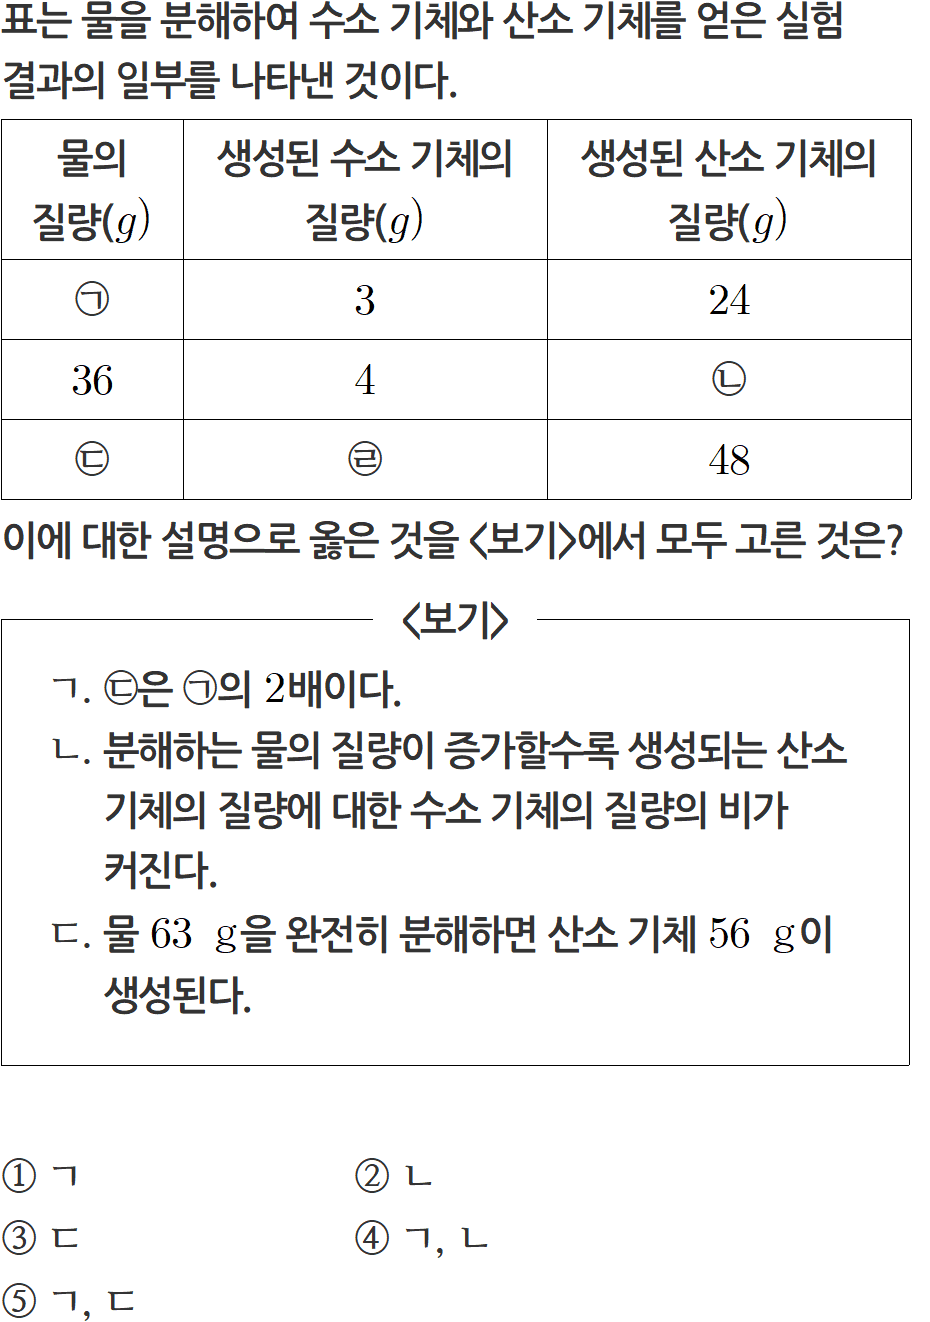 표는 물을 분해하여 수소 기체와 산소 기체를 얻은 실험
결과의 일부를 나타낸 것이다.
물의 생성된 수소 기체의 생성된 산소 기체의
질량(g) 질량(g) 질량(g)
㉠ 3 24
36 4 ㉡
㉢ ㉣ 48
이에 대한 설명으로 옳은 것을 <보기>에서 모두 고른 것은?
<보기>
ㄱ. ㉢은 ㉠의 2배이다.
ㄴ. 분해하는 물의 질량이 증가할수록 생성되는 산소
기체의 질량에 대한 수소 기체의 질량의 비가
커진다.
ㄷ. 물 63 g을 완전히 분해하면 산소 기체 56 g이
생성된다.
① ㄱ ② ㄴ
③ ㄷ ④ ㄱ, ㄴ
⑤ ㄱ, ㄷ